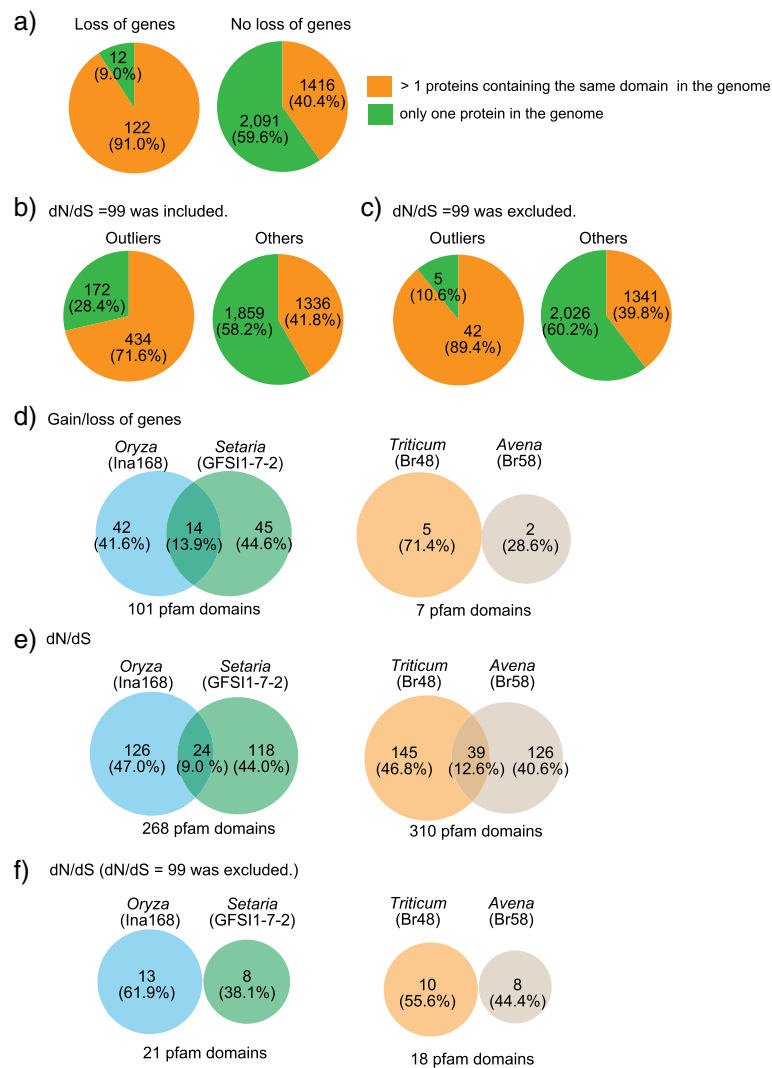 a)
Loss of genes
No loss of genes
12
(9.0%)
122
(91.0%)
1416
(40.4%)
2,091
(59.6%)
> 1 proteins containing the same domain in the genome
only one protein in the genome
b) dN/dS =99 was included.
Outliers
Others
172
(28.4%)
434
(71.6%)
1,859
(58.2%)
1336
(41.8%)
c) dN/dS =99 was excluded.
Outliers
Others
5
(10.6%)
42
(89.4%)
2,026
(60.2%)
1341
(39.8%)
d) Gain/loss of genes
Oryza
(Ina168)
Setaria
(GFSI1-7-2)
42
(41.6%)
14
(13.9%)
45
(44.6%)
101 pfam domains
Triticum
(Br48)
Avena
(Br58)
5
(71.4%)
2
(28.6%)
7 pfam domains
e) dN/dS
Oryza
(Ina168)
Setaria
(GFSI1-7-2)
126
(47.0%)
24
(9.0 %)
118
(44.0%)
268 pfam domains
Triticum
(Br48)
Avena
(Br58)
145
(46.8%)
39
(12.6%)
126
(40.6%)
310 pfam domains
f) dN/dS (dN/dS = 99 was excluded.)
Oryza
(Ina168)
Setaria
(GFSI1-7-2)
13
(61.9%)
8
(38.1%)
21 pfam domains
Triticum
(Br48)
Avena
(Br58)
10
(55.6%)
8
(44.4%)
18 pfam domains